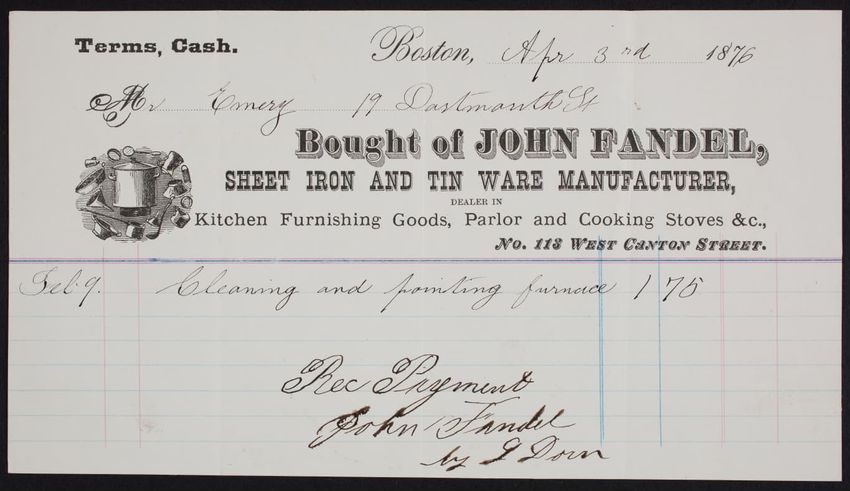 Terms, Cash.
Boston, Apr 3rd 1876
Mr Emery 19 Dartmouth St
Bought of JOHN FANDEL,
SHEET IRON AND TIN WARE MANUFACTURER,
DEALER IN
Kitchen Furnishing Goods, Parlor and Cooking Stoves &c.,
No. 113 West Canton Street.
Feb 9. Cleaning and pointing furnace 1 75
Rec Payment
John Fandel
by